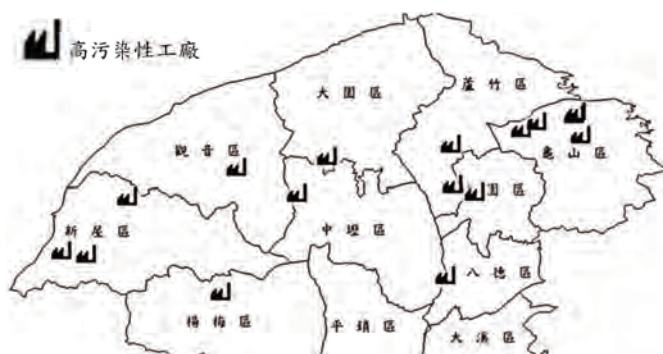 高污染性工廠
大園區
蘆竹區
觀音區
龜山區
園區
新屋區
中壢區
八德區
楊梅區
平鎮區
大溪區